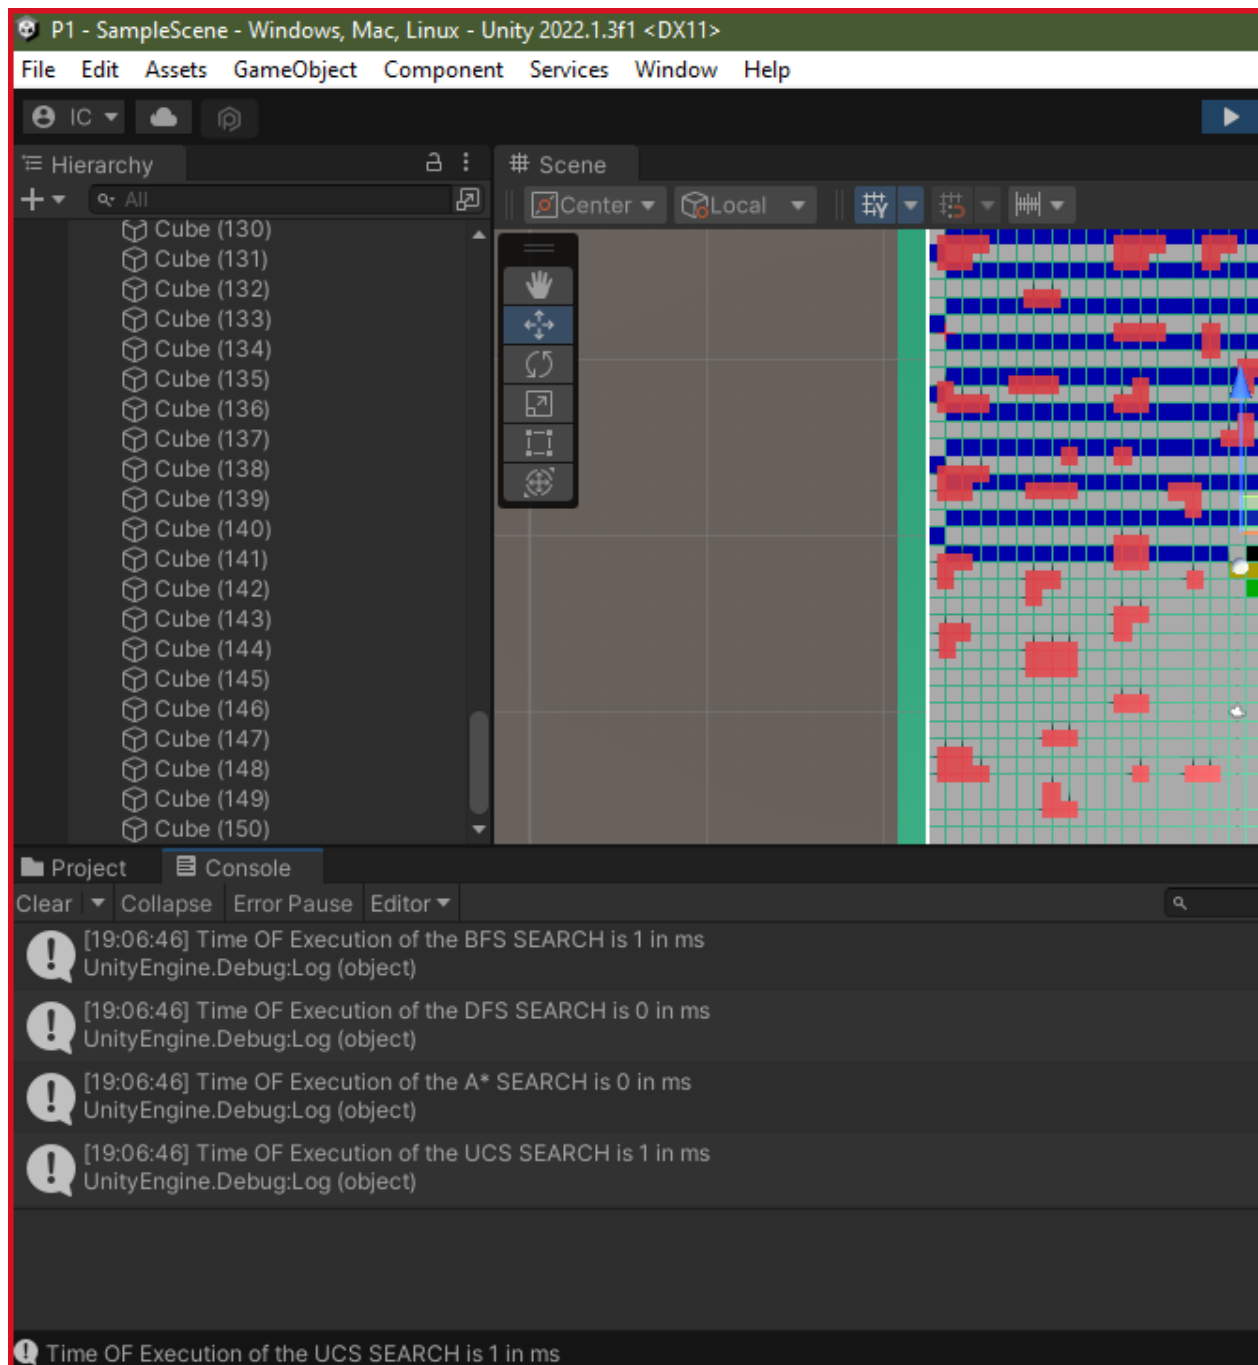 P1 - SampleScene - Windows, Mac, Linux - Unity 2022.1.3f1 <DX11>
File Edit Assets GameObject Component Services Window Help
IC
Hierarchy
Scene
All
Center
Local
Cube (130)
Cube (131)
Cube (132)
Cube (133)
Cube (134)
Cube (135)
Cube (136)
Cube (137)
Cube (138)
Cube (139)
Cube (140)
Cube (141)
Cube (142)
Cube (143)
Cube (144)
Cube (145)
Cube (146)
Cube (147)
Cube (148)
Cube (149)
Cube (150)
Project Console
Clear Collapse Error Pause Editor
[19:06:46] Time OF Execution of the BFS SEARCH is 1 in ms
UnityEngine.Debug:Log (object)
[19:06:46] Time OF Execution of the DFS SEARCH is 0 in ms
UnityEngine.Debug:Log (object)
[19:06:46] Time OF Execution of the A* SEARCH is 0 in ms
UnityEngine.Debug:Log (object)
[19:06:46] Time OF Execution of the UCS SEARCH is 1 in ms
UnityEngine.Debug:Log (object)
Time OF Execution of the UCS SEARCH is 1 in ms